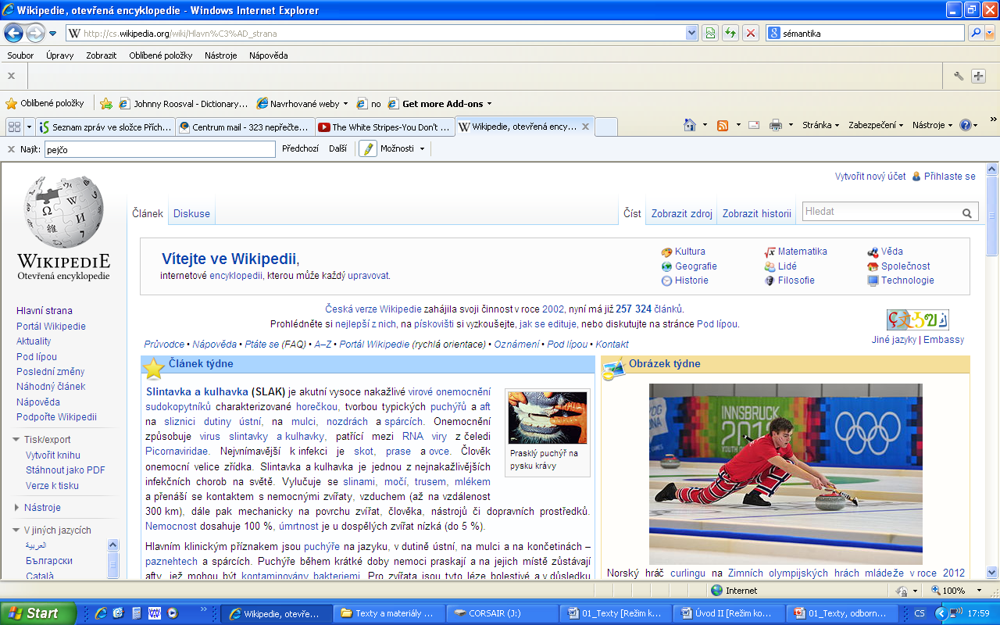 Wikipedie, otevřená encyklopedie - Windows Internet Explorer
http://cs.wikipedia.org/wiki/Hlavn%C3%AD_strana
sémantika
Soubor Úpravy Zobrazit Oblíbené položky Nástroje Nápověda
Oblíbené položky Johnny Roosval - Dictionary... Navrhované weby no Get more Add-ons
Seznam zpráv ve složce Přích... Centrum mail - 323 nepřečte... The White Stripes-You Don't ... Wikipedie, otevřená ency... Stránka Zabezpečení Nástroje
Najít: pejčo Předchozí Další Možnosti
Vytvořit nový účet Přihlaste se
Článek Diskuse Číst Zobrazit zdroj Zobrazit historii Hledat
WIKIPEDIE
Otevřená encyklopedie
Hlavní strana
Portál Wikipedie
Aktuality
Pod lípou
Poslední změny
Náhodný článek
Nápověda
Podpořte Wikipedii
Tisk/export
Vytvořit knihu
Stáhnout jako PDF
Verze k tisku
Nástroje
V jiných jazycích
العربية
Български
Català
Vítejte ve Wikipedii,
internetové encyklopedii, kterou může každý upravovat.
Kultura Matematika Věda
Geografie Lidé Společnost
Historie Filosofie Technologie
Česká verze Wikipedie zahájila svoji činnost v roce 2002, nyní má již 257 324 článků.
Prohlédněte si nejlepší z nich, na pískovišti si vyzkoušejte, jak se edituje, nebo diskutujte na stránce Pod lípou.
Jiné jazyky | Embassy
Průvodce • Nápověda • Ptáte se (FAQ) • A–Z • Portál Wikipedie (rychlá orientace) • Oznámení • Pod lípou • Kontakt
Článek týdne
Slintavka a kulhavka (SLAK) je akutní vysoce nakažlivé virové onemocnění
sudokopytníků charakterizované horečkou, tvorbou typických puchýřů a aft
na sliznici dutiny ústní, na mulci, nozdrách a spárcích. Onemocnění
způsobuje virus slintavky a kulhavky, patřící mezi RNA viry z čeledi
Picornaviridae. Nejvnímavější k infekci je skot, prase a ovce. Člověk
onemocní velice zřídka. Slintavka a kulhavka je jednou z nejnakažlivějších
infekčních chorob na světě. Vylučuje se slinami, močí, trusem, mlékem
a přenáší se kontaktem s nemocnými zvířaty, vzduchem (až na vzdálenost
300 km), dále pak mechanicky na povrchu zvířat, člověka, nástrojů či dopravních prostředků.
Nemocnost dosahuje 100 %, úmrtnost je u dospělých zvířat nízká (do 5 %).
Prasklý puchýř na
pysku krávy
Hlavním klinickým příznakem jsou puchýře na jazyku, v dutině ústní, na mulci a na končetinách –
paznehtech a spárcích. Puchýře během krátké doby nemoci praskají a na jejich místě zůstávají
afty, jež mohou být kontaminovány bakteriemi. Pro zvířata jsou tyto léze bolestivé a v důsledku
Obrázek týdne
INNSBRUCK
Norský hráč curlingu na Zimních olympijských hrách mládeže v roce 2012
Internet 100%
Start Wikipedie, otevře... Texty a materiály ... CORSAIR (J:) 01_Texty [Režim k... Úvod II [Režim ko... 01_Texty, odborn... CS 17:59